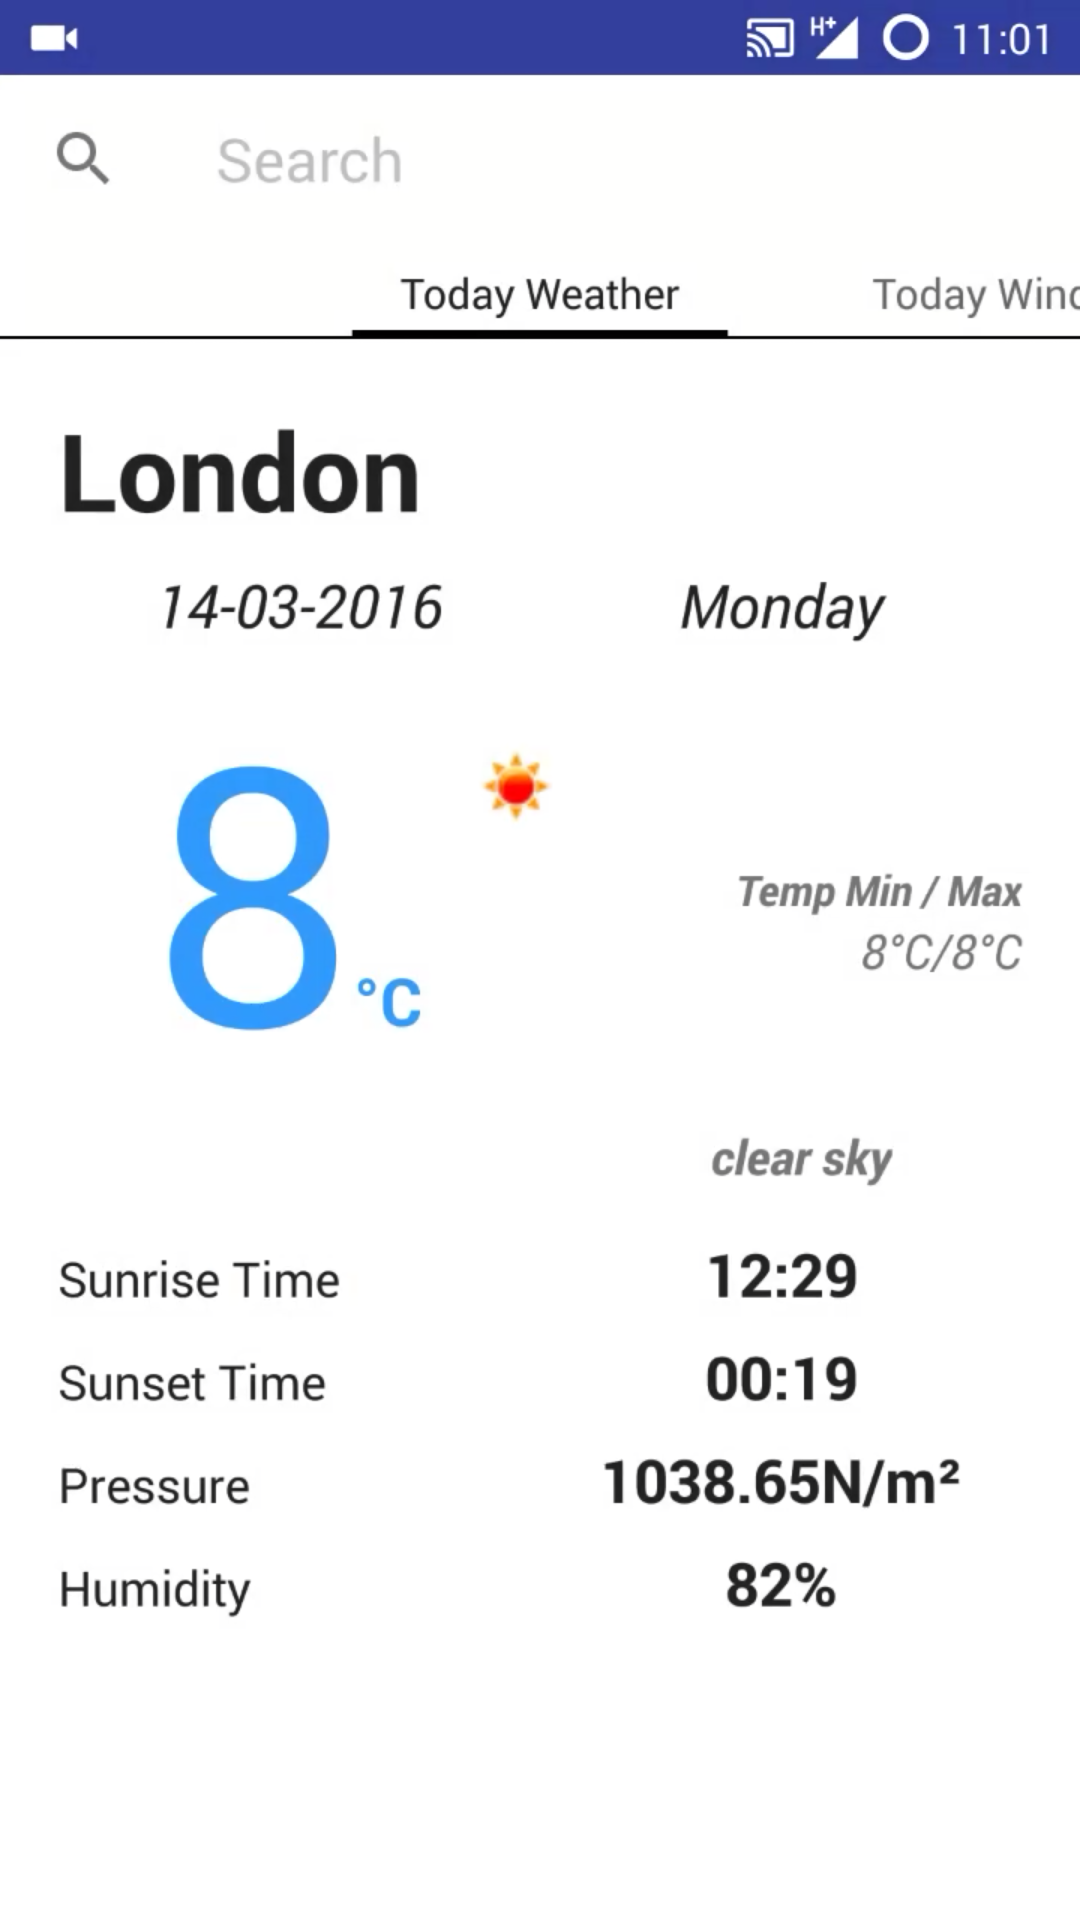 H+ 11:01
Search
Today Weather Today Wind
London
14-03-2016 Monday
8 °C
Temp Min / Max
8°C/8°C
clear sky
Sunrise Time 12:29
Sunset Time 00:19
Pressure 1038.65N/m²
Humidity 82%